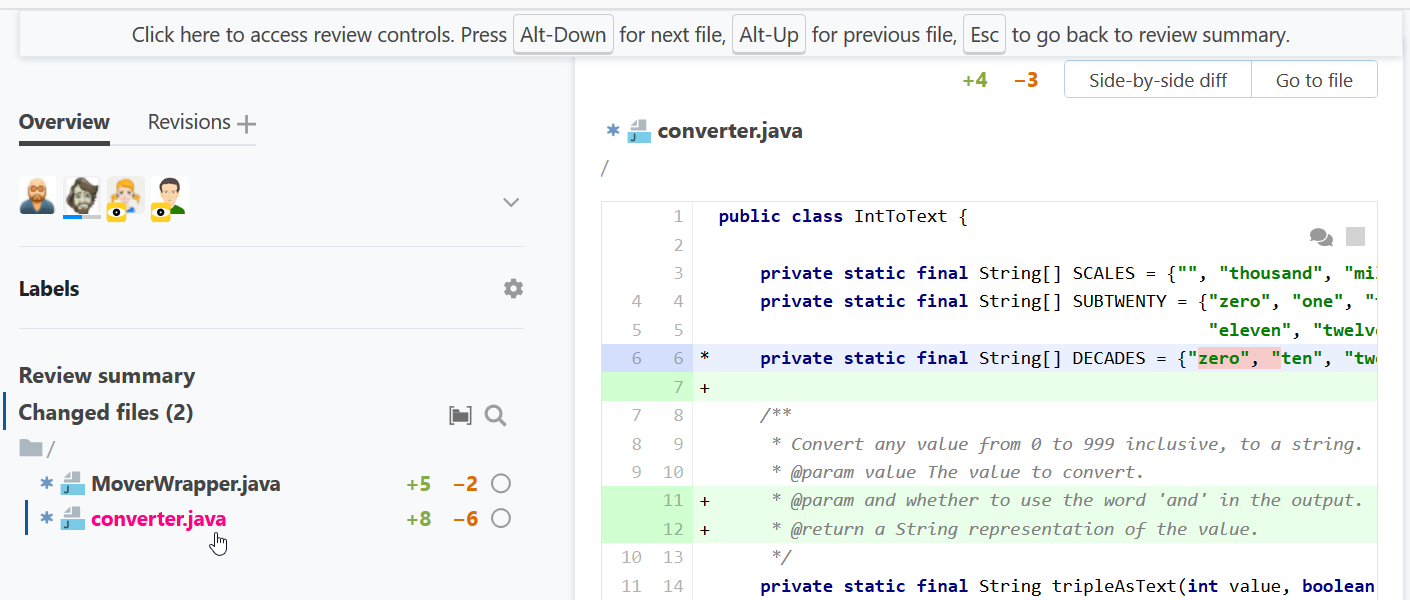 Click here to access review controls. Press Alt-Down for next file, Alt-Up for previous file, Esc to go back to review summary.
Overview Revisions
Labels
Review summary
Changed files (2)
/
* MoverWrapper.java +5 −2
* converter.java +8 −6
+4 −3 Side-by-side diff Go to file
* J converter.java
/
1 public class IntToText {
2
3 private static final String[] SCALES = {"", "thousand", "mil
4 4 private static final String[] SUBTWENTY = {"zero", "one", "
5 5 "eleven", "twelv
6 6 * private static final String[] DECADES = {"zero", "ten", "tw
7 +
7 8 /**
8 9 * Convert any value from 0 to 999 inclusive, to a string.
9 10 * @param value The value to convert.
11 + * @param and whether to use the word 'and' in the output.
12 + * @return a String representation of the value.
10 13 */
11 14 private static final String tripleAsText(int value, boolean